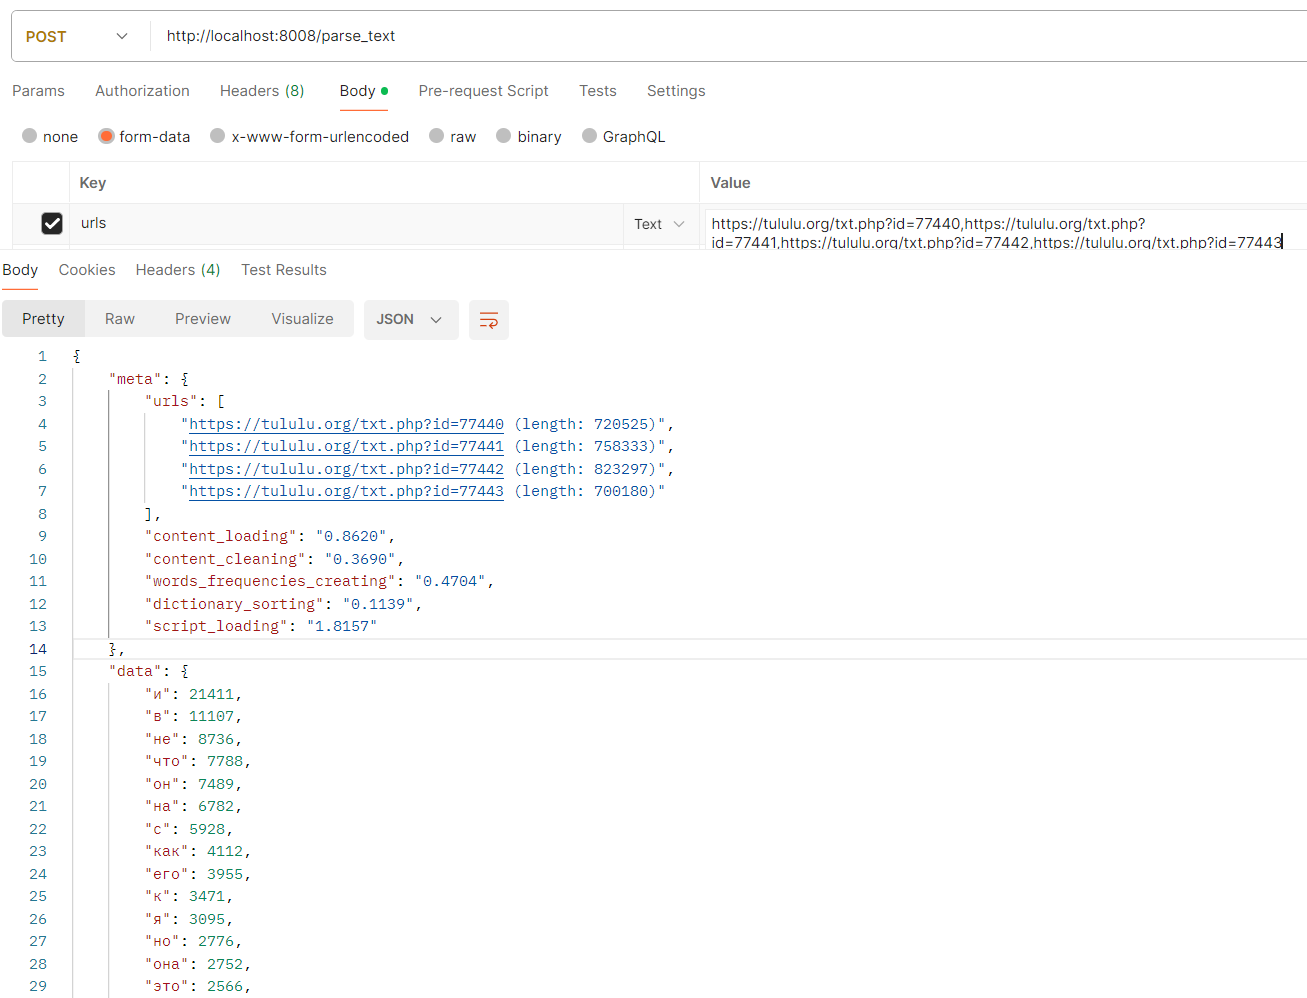 POST http://localhost:8008/parse_text
Params Authorization Headers (8) Body Pre-request Script Tests Settings
none form-data x-www-form-urlencoded raw binary GraphQL
Key Value
urls Text https://tululu.org/txt.php?id=77440,https://tululu.org/txt.php?
id=77441,https://tululu.org/txt.php?id=77442,https://tululu.org/txt.php?id=77443
Body Cookies Headers (4) Test Results
Pretty Raw Preview Visualize JSON
1 {
2 "meta": {
3 "urls": [
4 "https://tululu.org/txt.php?id=77440 (length: 720525)",
5 "https://tululu.org/txt.php?id=77441 (length: 758333)",
6 "https://tululu.org/txt.php?id=77442 (length: 823297)",
7 "https://tululu.org/txt.php?id=77443 (length: 700180)"
8 ],
9 "content_loading": "0.8620",
10 "content_cleaning": "0.3690",
11 "words_frequencies_creating": "0.4704",
12 "dictionary_sorting": "0.1139",
13 "script_loading": "1.8157"
14 },
15 "data": {
16 "и": 21411,
17 "в": 11107,
18 "не": 8736,
19 "что": 7788,
20 "он": 7489,
21 "на": 6782,
22 "с": 5928,
23 "как": 4112,
24 "его": 3955,
25 "к": 3471,
26 "я": 3095,
27 "но": 2776,
28 "она": 2752,
29 "это": 2566,